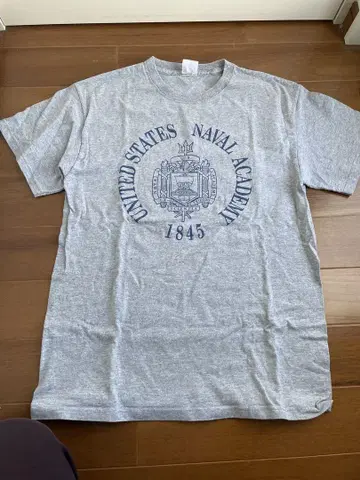 UNITED STATES NAVAL ACADEMY
1845